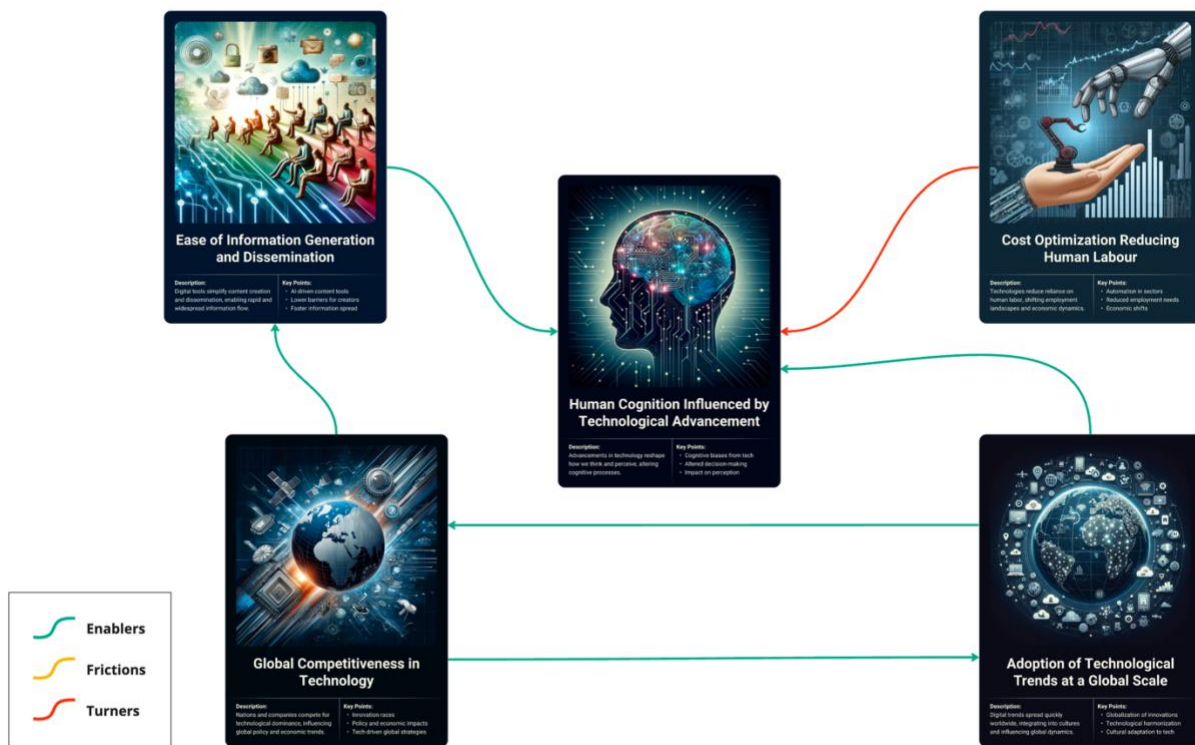 Ease of Information Generation
and Dissemination
Description:
Digital tools simplify content creation
and dissemination, enabling rapid and
widespread information flow.
Key Points:
• AI-driven content tools
• Lower barriers for creators
• Faster information spread
Cost Optimization Reducing
Human Labour
Description:
Technologies reduce reliance on
human labor, shifting employment
landscapes and economic dynamics.
Key Points:
• Automation in sectors
• Reduced employment needs
• Economic shifts
Human Cognition Influenced by
Technological Advancement
Description:
Advancements in technology reshape
how we think and perceive, altering
cognitive processes.
Key Points:
• Cognitive biases from tech
• Altered decision-making
• Impact on perception
Global Competitiveness in
Technology
Description:
Nations and companies compete for
technological dominance, influencing
global policy and economic trends.
Key Points:
• Innovation races
• Policy and economic impacts
• Tech-driven global strategies
Adoption of Technological
Trends at a Global Scale
Description:
Digital trends spread quickly
worldwide, integrating into cultures
and influencing global dynamics.
Key Points:
• Globalization of innovations
• Technological harmonization
• Cultural adaptation to tech
Enablers
Frictions
Turners